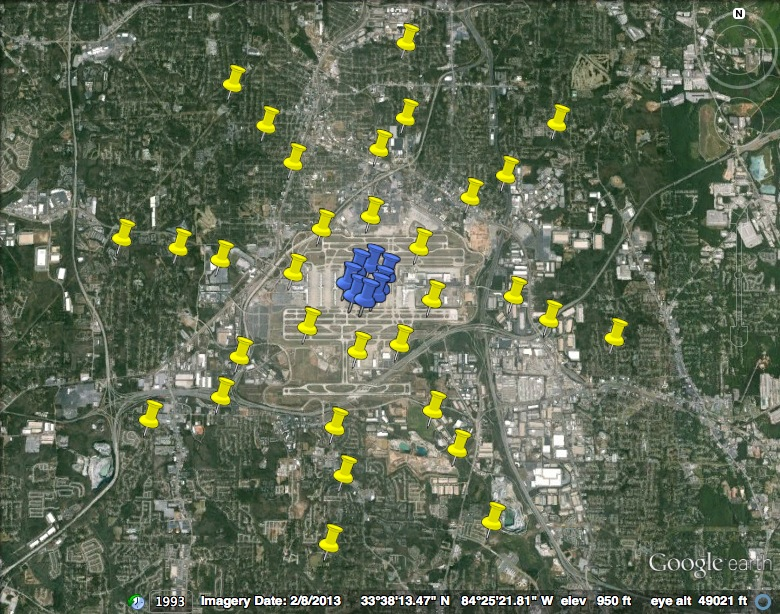 N
Google earth
1993 Imagery Date: 2/8/2013 33°38'13.47" N 84°25'21.81" W elev 950 ft eye alt 49021 ft